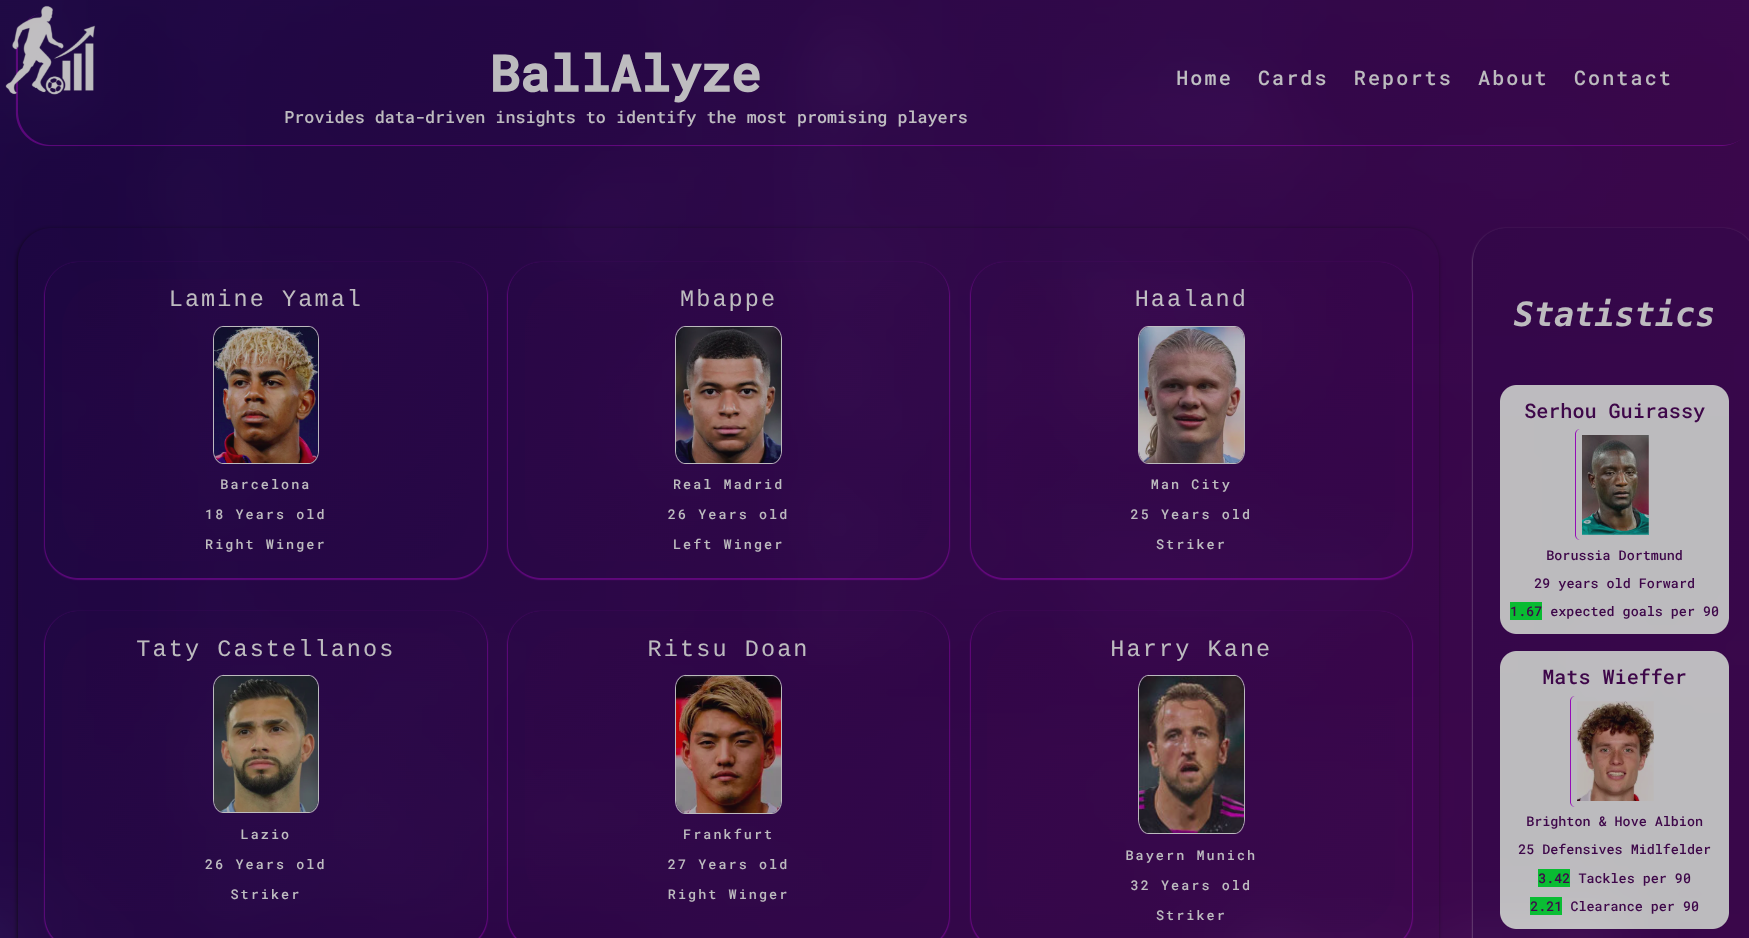 BallAlyze
Provides data-driven insights to identify the most promising players
Home Cards Reports About Contact
Lamine Yamal
Barcelona
18 Years old
Right Winger
Mbappe
Real Madrid
26 Years old
Left Winger
Haaland
Man City
25 Years old
Striker
Taty Castellanos
Lazio
26 Years old
Striker
Ritsu Doan
Frankfurt
27 Years old
Right Winger
Harry Kane
Bayern Munich
32 Years old
Striker
Statistics
Serhou Guirassy
Borussia Dortmund
29 years old Forward
1.67 expected goals per 90
Mats Wieffer
Brighton & Hove Albion
25 Defensives Midlfelder
3.42 Tackles per 90
2.21 Clearance per 90